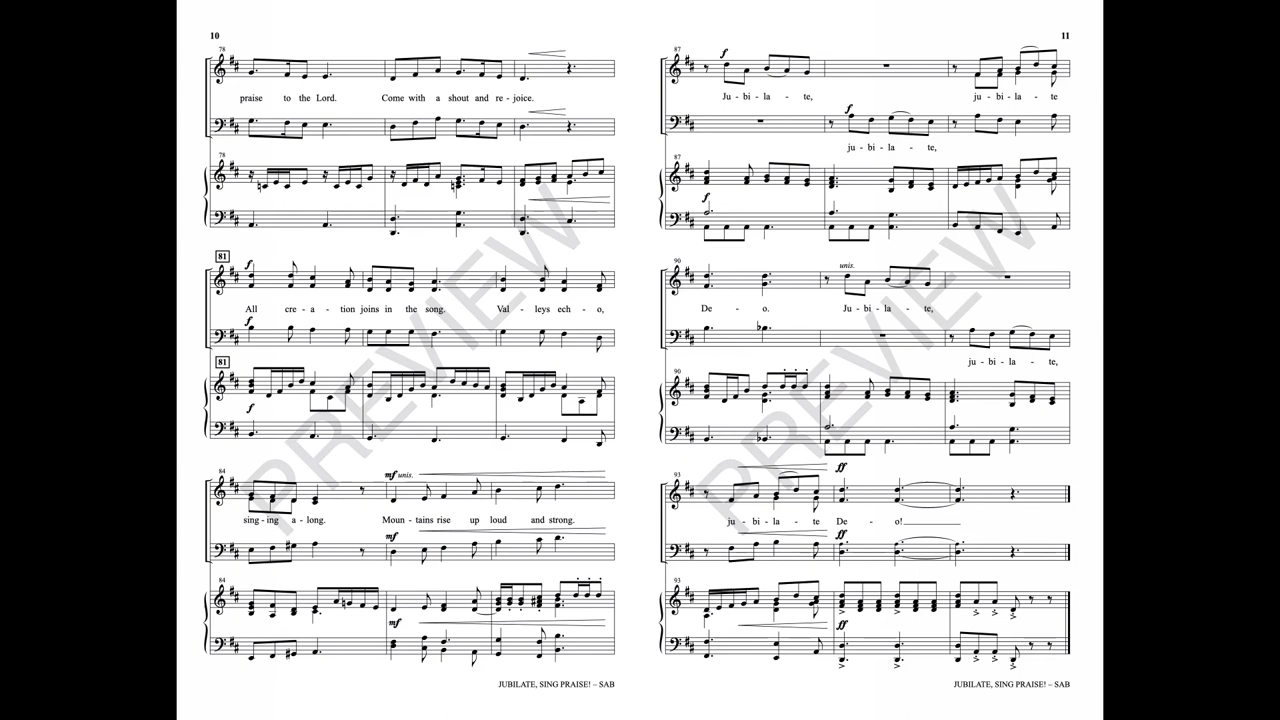 10
78
praise to the Lord. Come with a shout and re - joice.
78
81
f
All cre - a - tion joins in the song. Val - leys ech - o,
f
81
f
84
mf unis.
sing - ing a - long. Moun - tains rise up loud and strong.
mf
84
mf
JUBILATE, SING PRAISE! – SAB
11
87
f
Ju - bi - la - te, ju - bi - la - te
f
ju - bi - la - te,
87
f
90
unis.
De - o. Ju - bi - la - te,
ju - bi - la - te,
90
93
ff
ju - bi - la - te De - o!
ff
93
ff
JUBILATE, SING PRAISE! – SAB
PREVIEW
PREVIEW